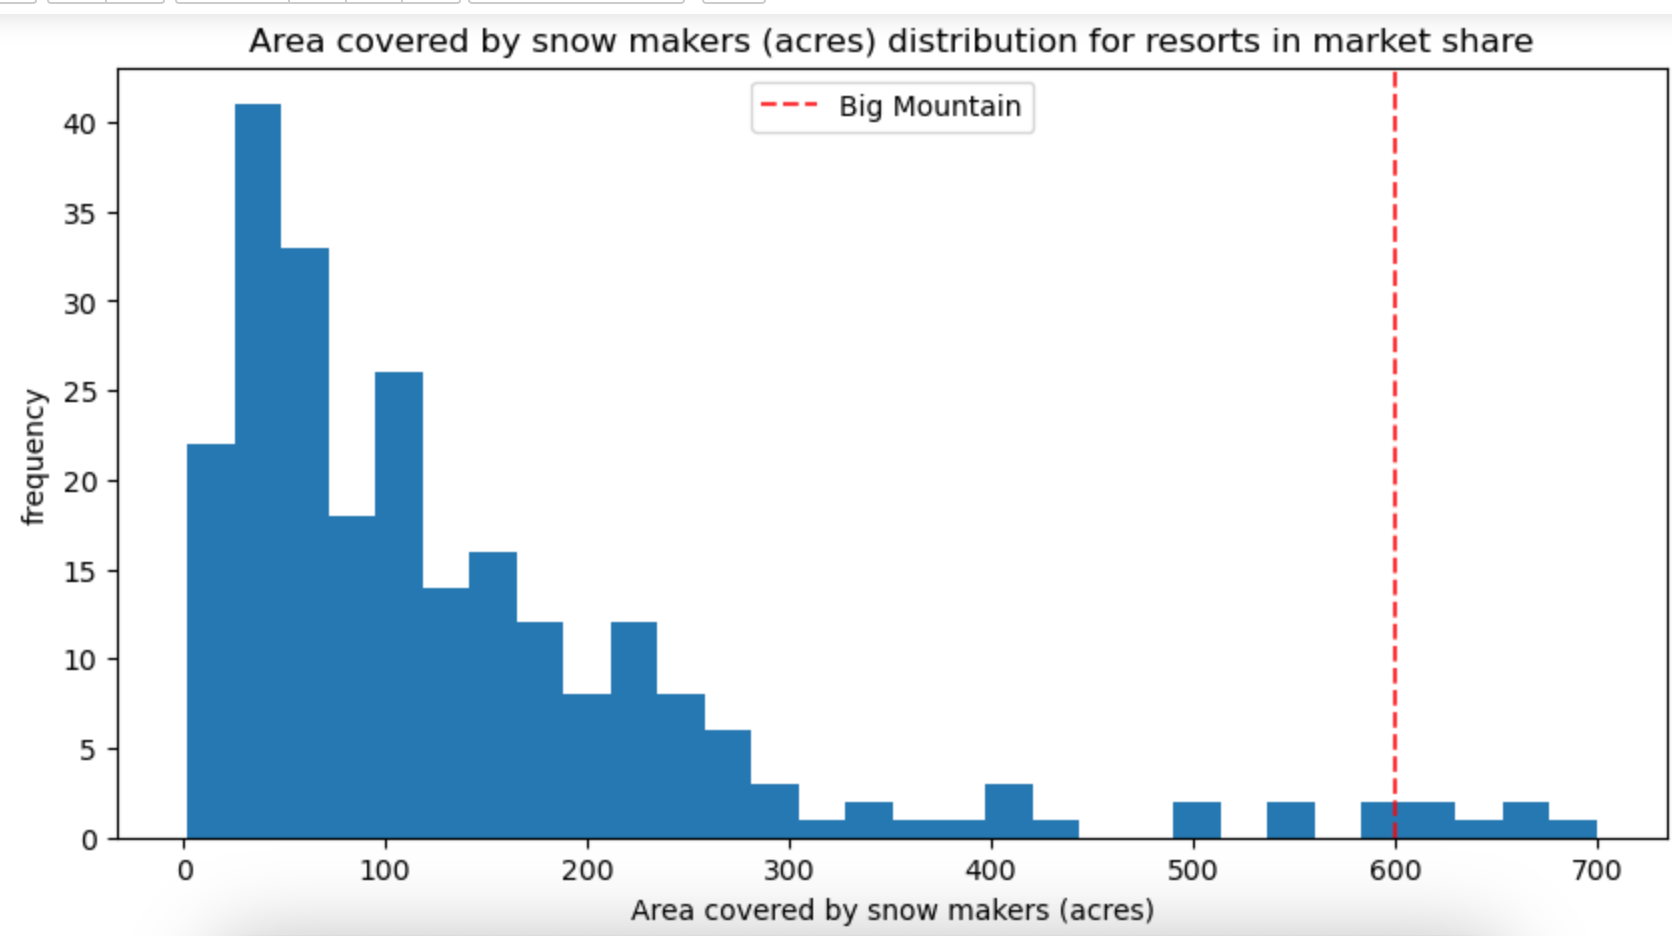 Area covered by snow makers (acres) distribution for resorts in market share
Big Mountain
40
35
30
25
20
15
10
5
0
frequency
0 100 200 300 400 500 600 700
Area covered by snow makers (acres)